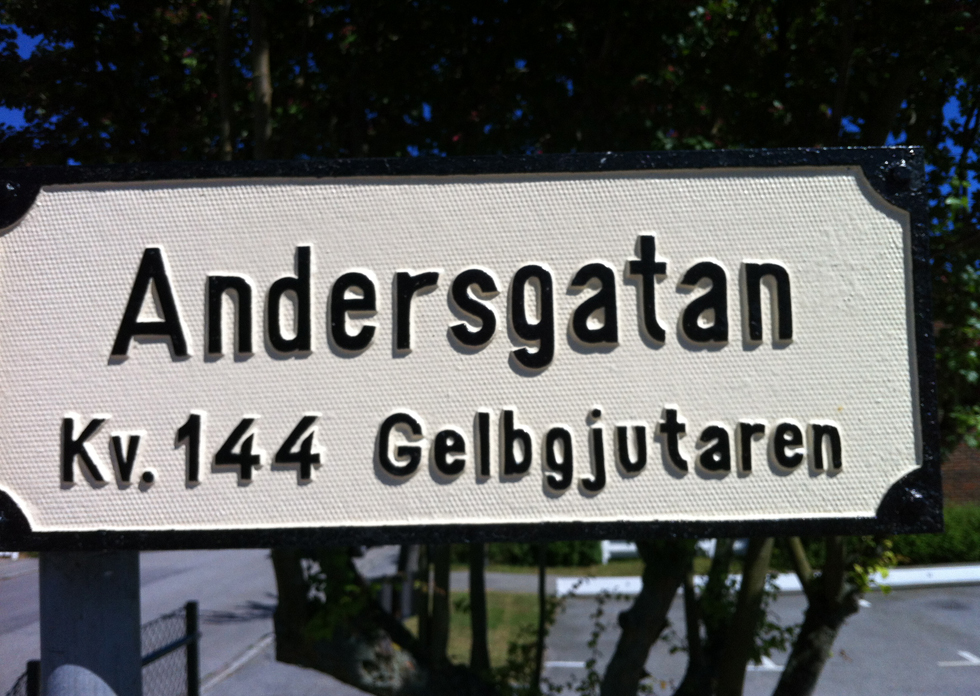 Andersgatan
Kv. 144 Gelbgjutaren